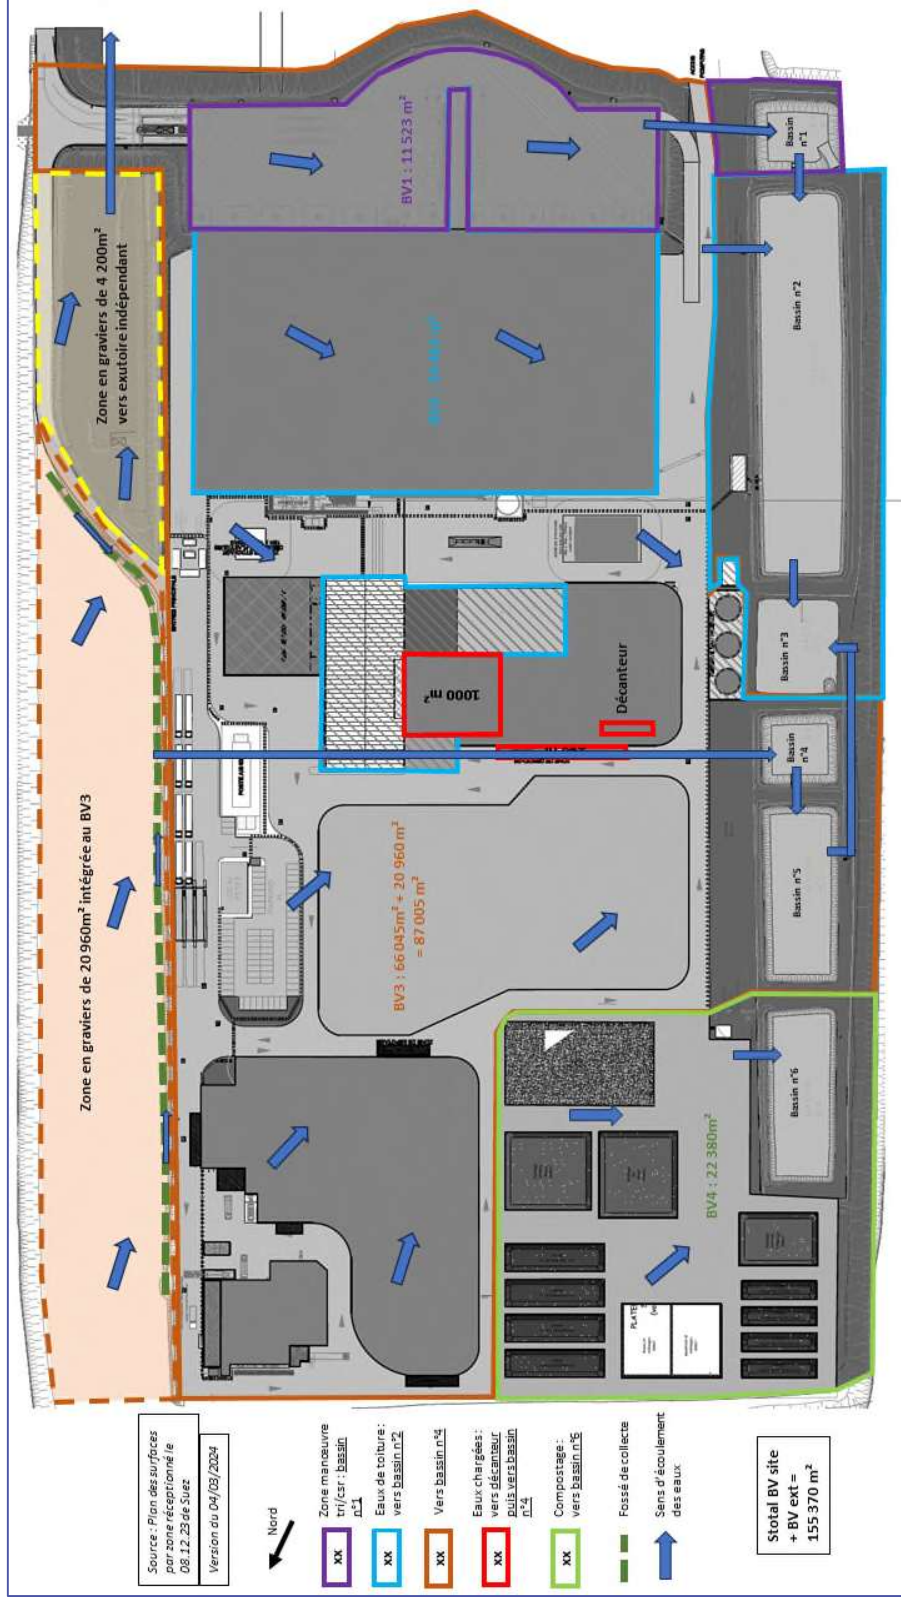 Zone en graviers de 20 960m² intégrée au BV3
Zone en graviers de 4 200m²
vers exutoire indépendant
BV1 : 11 523 m²
BV3 : 66 045m² + 20 960 m²
= 87 005 m²
1000 m²
Décanteur
BV4 : 22 380m²
Bassin
n°1
Bassin n°2
Bassin n°3
Bassin
n°4
Bassin n°5
Bassin n°6
Source : Plan des surfaces
par zone réceptionné le
08.12.23 de Suez
Version du 04/03/2024
Nord
xx
Zone manœuvre
tri/csr : bassin
n°1
xx
Eaux de toiture :
vers bassin n°2
xx
Vers bassin n°4
xx
Eaux chargées :
vers décanteur
puis vers bassin
n°4
xx
Compostage :
vers bassin n°6
Fossé de collecte
Sens d'écoulement
des eaux
Stotal BV site
+ BV ext =
155 370 m²